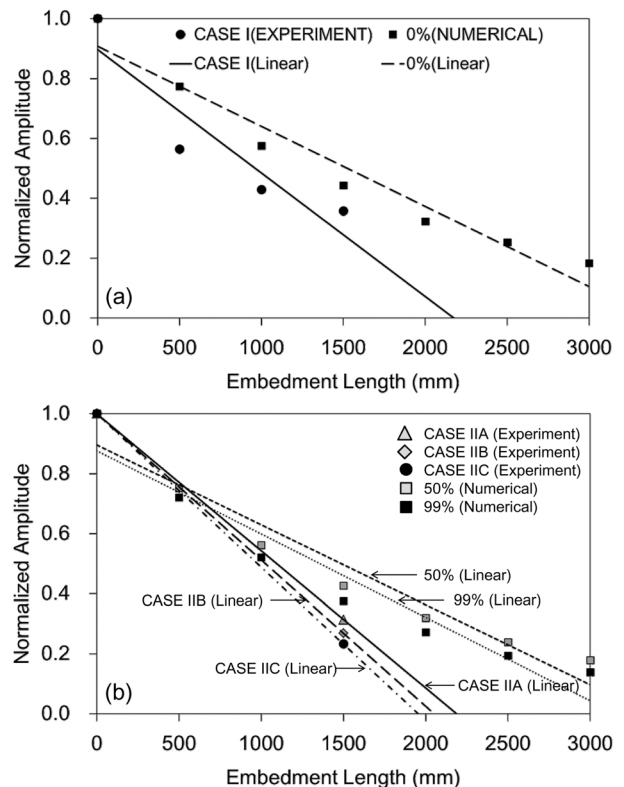 1.0
0.8
0.6
0.4
0.2
0.0
Normalized Amplitude
CASE I(EXPERIMENT)
0%(NUMERICAL)
CASE I(Linear)
0%(Linear)
(a)
0
500
1000
1500
2000
2500
3000
Embedment Length (mm)
1.0
0.8
0.6
0.4
0.2
0.0
Normalized Amplitude
CASE IIA (Experiment)
CASE IIB (Experiment)
CASE IIC (Experiment)
50% (Numerical)
99% (Numerical)
50% (Linear)
99% (Linear)
CASE IIB (Linear)
CASE IIC (Linear)
CASE IIA (Linear)
(b)
0
500
1000
1500
2000
2500
3000
Embedment Length (mm)